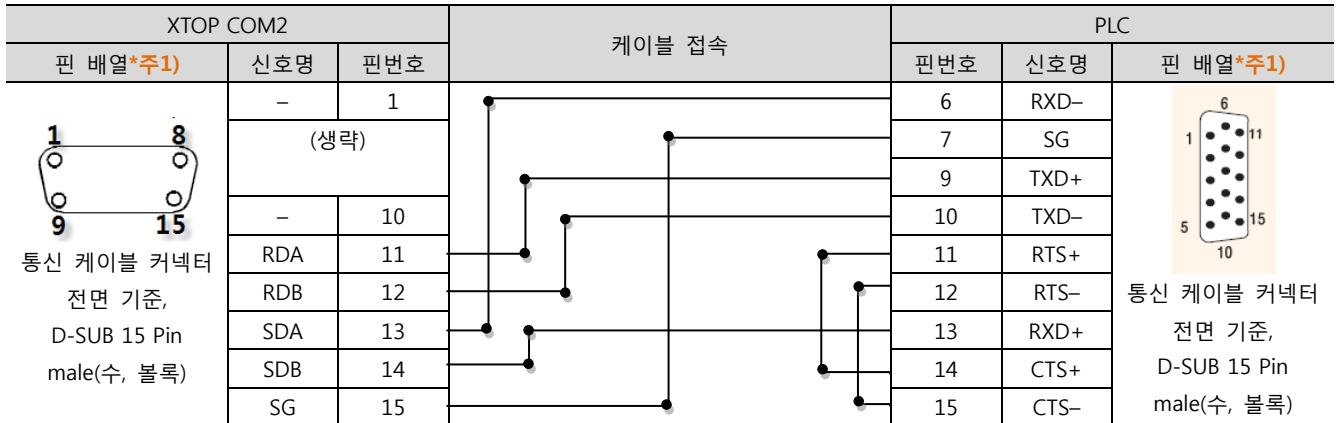 XTOP COM2 케이블 접속 PLC
핀 배열*주1) 신호명 핀번호 핀번호 신호명 핀 배열*주1)
– 1 6 RXD–
(생략) 7 SG
9 TXD+
– 10 10 TXD–
RDA 11 11 RTS+
RDB 12 12 RTS–
SDA 13 13 RXD+
SDB 14 14 CTS+
SG 15 15 CTS–
1 8
9 15
통신 케이블 커넥터
전면 기준,
D-SUB 15 Pin
male(수, 볼록)
6
1 11
5 15
10
통신 케이블 커넥터
전면 기준,
D-SUB 15 Pin
male(수, 볼록)